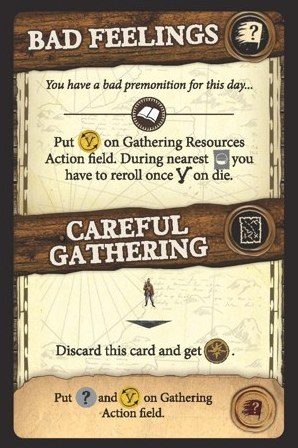 BAD FEELINGS
?
You have a bad premonition for this day...
Put on Gathering Resources
Action field. During nearest you
have to reroll once on die.
CAREFUL
GATHERING
Discard this card and get .
Put ? and on Gathering
Action field.
?